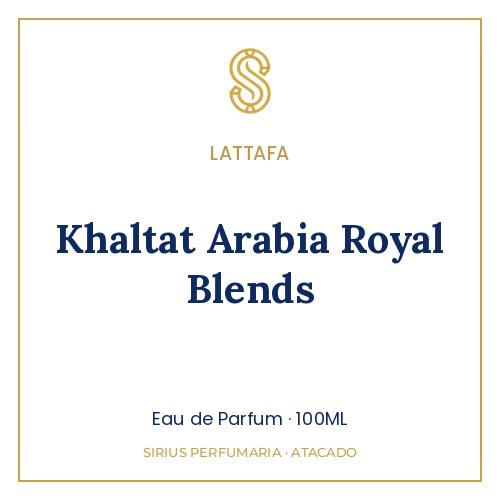 LATTAFA
Khaltat Arabia Royal
Blends
Eau de Parfum · 100ML
SIRIUS PERFUMARIA · ATACADO